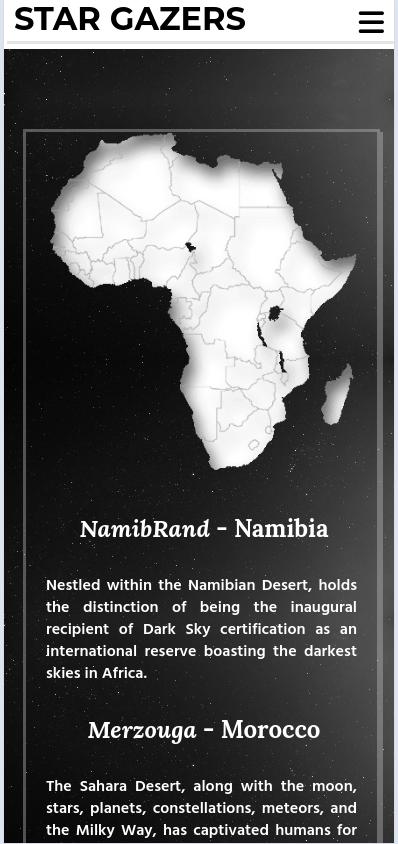 STAR GAZERS
NamibRand - Namibia
Nestled within the Namibian Desert, holds
the distinction of being the inaugural
recipient of Dark Sky certification as an
international reserve boasting the darkest
skies in Africa.
Merzouga - Morocco
The Sahara Desert, along with the moon,
stars, planets, constellations, meteors, and
the Milky Way, has captivated humans for